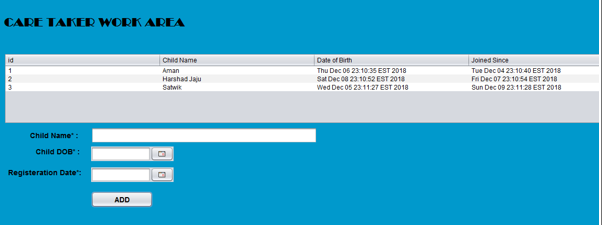 CARE TAKER WORK AREA
id Child Name Date of Birth Joined Since
1 Aman Thu Dec 06 23:10:35 EST 2018 Tue Dec 04 23:10:40 EST 2018
2 Harshad Jaju Sat Dec 08 23:10:52 EST 2018 Fri Dec 07 23:10:54 EST 2018
3 Satwik Wed Dec 05 23:11:27 EST 2018 Sun Dec 09 23:11:28 EST 2018
Child Name* :
Child DOB* :
Registeration Date*:
ADD